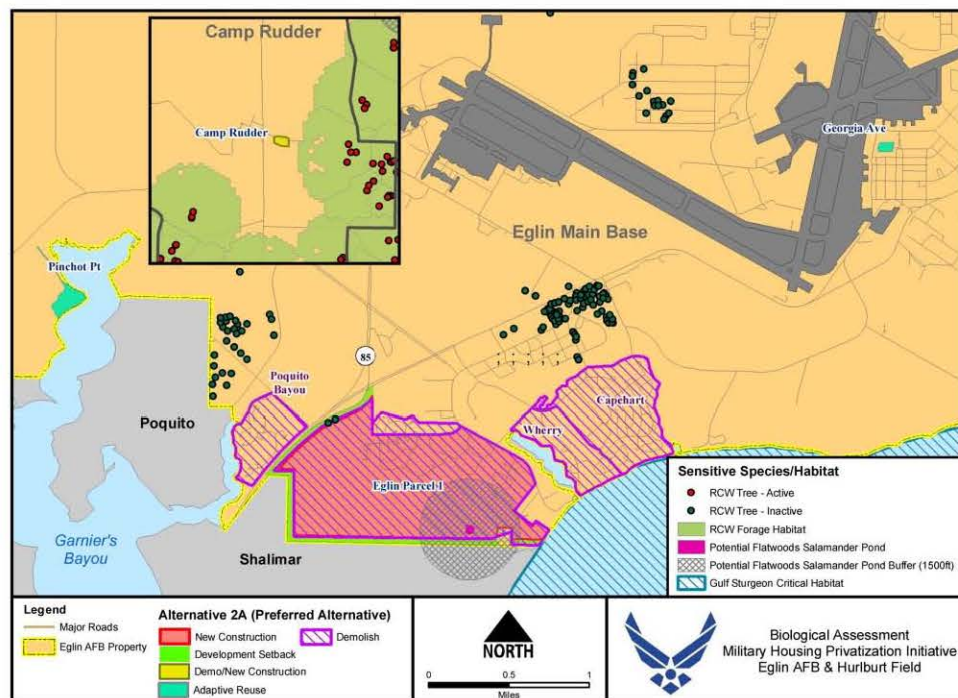 Camp Rudder
Camp Rudder
Georgia Ave
Eglin Main Base
Pinchot Pt
85
Poquito
Bayou
Poquito
Capehart
Wherry
Eglin Parcel 1
Garnier's
Bayou
Shalimar
Sensitive Species/Habitat
RCW Tree - Active
RCW Tree - Inactive
RCW Forage Habitat
Potential Flatwoods Salamander Pond
Potential Flatwoods Salamander Pond Buffer (1500ft)
Gulf Sturgeon Critical Habitat
Legend
Major Roads
Eglin AFB Property
Alternative 2A (Preferred Alternative)
New Construction
Demolish
Development Setback
Demo/New Construction
Adaptive Reuse
NORTH
0 0.5 1
Miles
Biological Assessment
Military Housing Privatization Initiative
Eglin AFB & Hurlburt Field